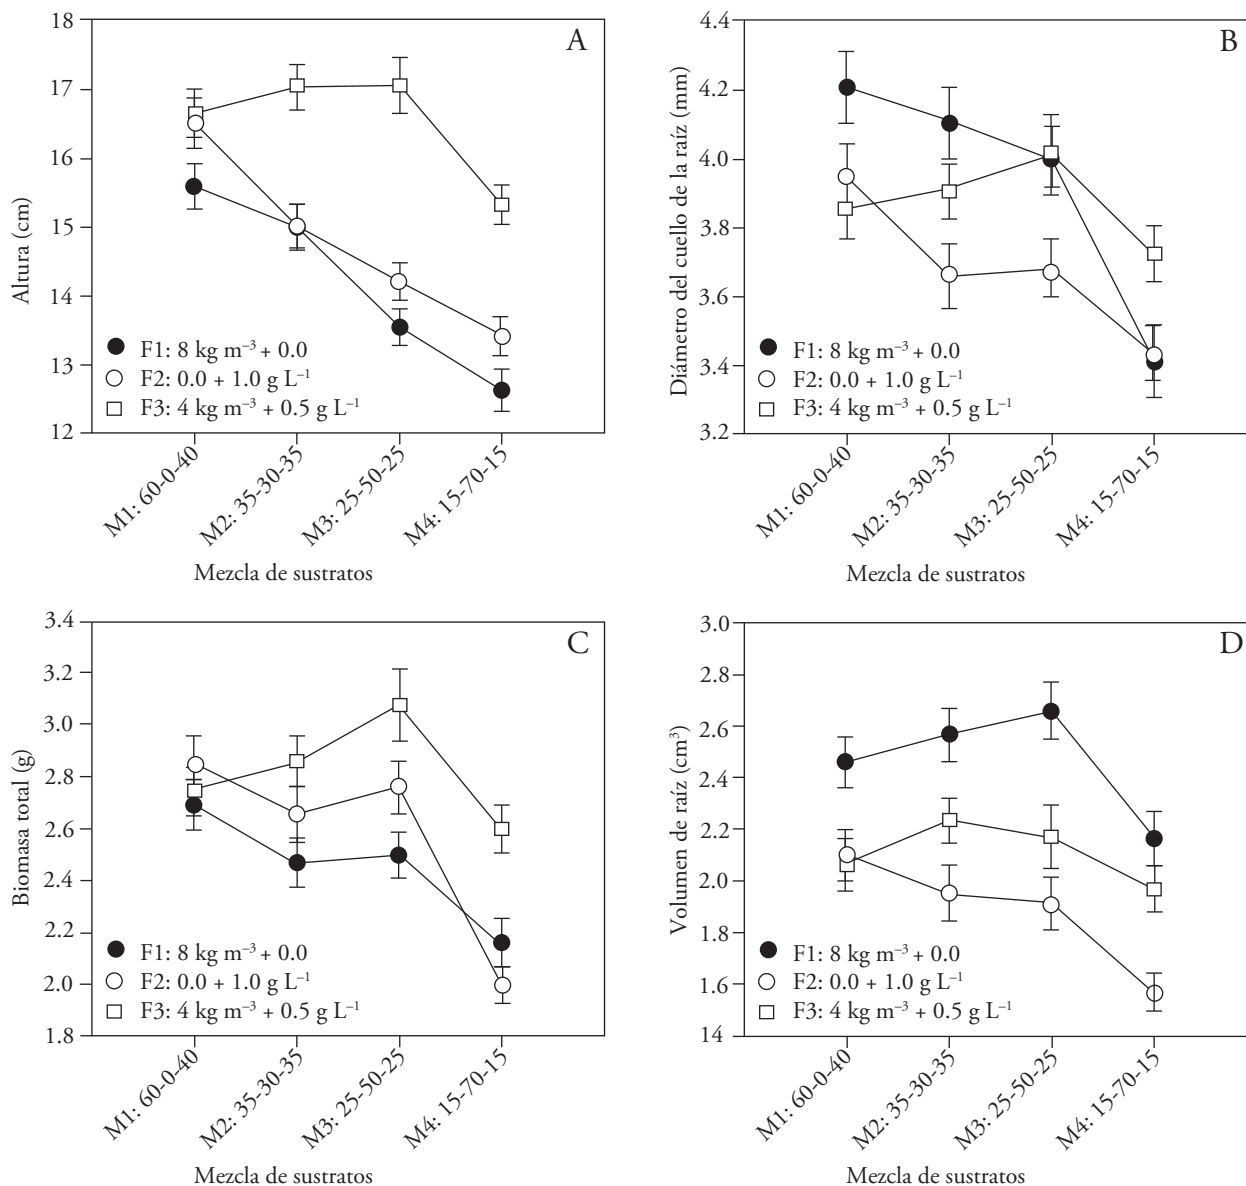 18
17
16
15
14
13
12
Altura (cm)
A
F1: 8 kg m⁻³ + 0.0
F2: 0.0 + 1.0 g L⁻¹
F3: 4 kg m⁻³ + 0.5 g L⁻¹
M1: 60-0-40
M2: 35-30-35
M3: 25-50-25
M4: 15-70-15
Mezcla de sustratos
4.4
4.2
4.0
3.8
3.6
3.4
3.2
Diámetro del cuello de la raíz (mm)
B
F1: 8 kg m⁻³ + 0.0
F2: 0.0 + 1.0 g L⁻¹
F3: 4 kg m⁻³ + 0.5 g L⁻¹
M1: 60-0-40
M2: 35-30-35
M3: 25-50-25
M4: 15-70-15
Mezcla de sustratos
3.4
3.2
3.0
2.8
2.6
2.4
2.2
2.0
1.8
Biomasa total (g)
C
F1: 8 kg m⁻³ + 0.0
F2: 0.0 + 1.0 g L⁻¹
F3: 4 kg m⁻³ + 0.5 g L⁻¹
M1: 60-0-40
M2: 35-30-35
M3: 25-50-25
M4: 15-70-15
Mezcla de sustratos
3.0
2.8
2.6
2.4
2.2
2.0
1.8
1.6
14
Volumen de raíz (cm³)
D
F1: 8 kg m⁻³ + 0.0
F2: 0.0 + 1.0 g L⁻¹
F3: 4 kg m⁻³ + 0.5 g L⁻¹
M1: 60-0-40
M2: 35-30-35
M3: 25-50-25
M4: 15-70-15
Mezcla de sustratos